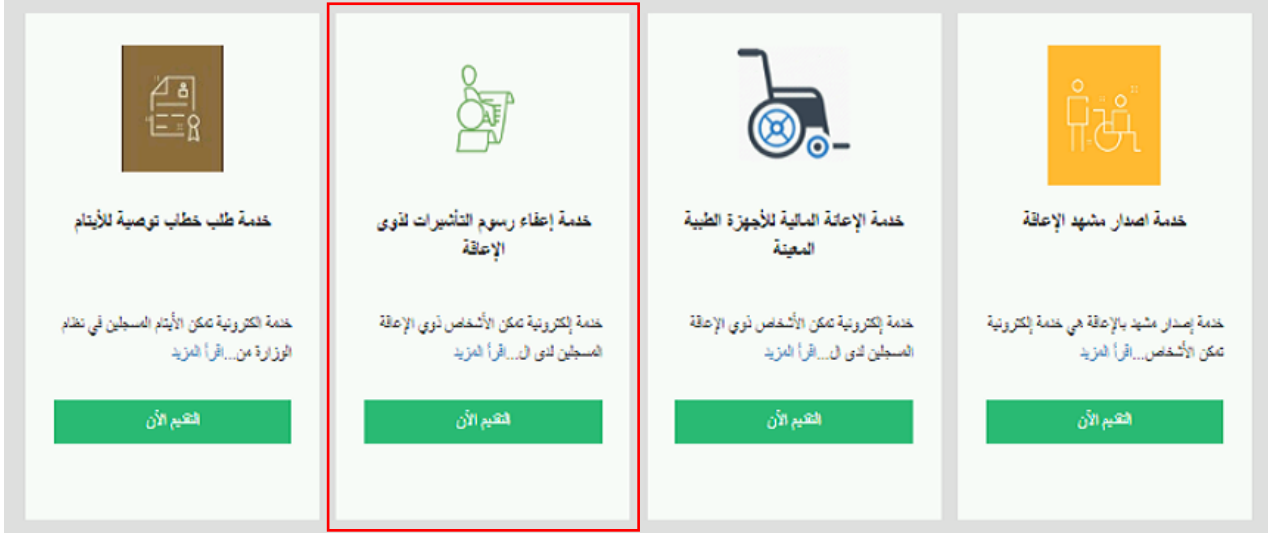 خدمة اصدار مشهد الإعاقة
خدمة إصدار مشهد بالإعاقة هي خدمة إلكترونية
تمكن الأشخاص...اقرأ المزيد
التقديم الآن
خدمة الإعانة المالية للأجهزة الطبية
المعينة
خدمة إلكترونية تمكن الأشخاص ذوي الإعاقة
المسجلين لدى ال...اقرأ المزيد
التقديم الآن
خدمة إعفاء رسوم التأشيرات لذوى
الإعاقة
خدمة إلكترونية تمكن الأشخاص ذوي الإعاقة
المسجلين لدى ال...اقرأ المزيد
التقديم الآن
خدمة طلب خطاب توصية للأيتام
خدمة الكترونية تمكن الأيتام المسجلين في نظام
الوزارة من...اقرأ المزيد
التقديم الآن